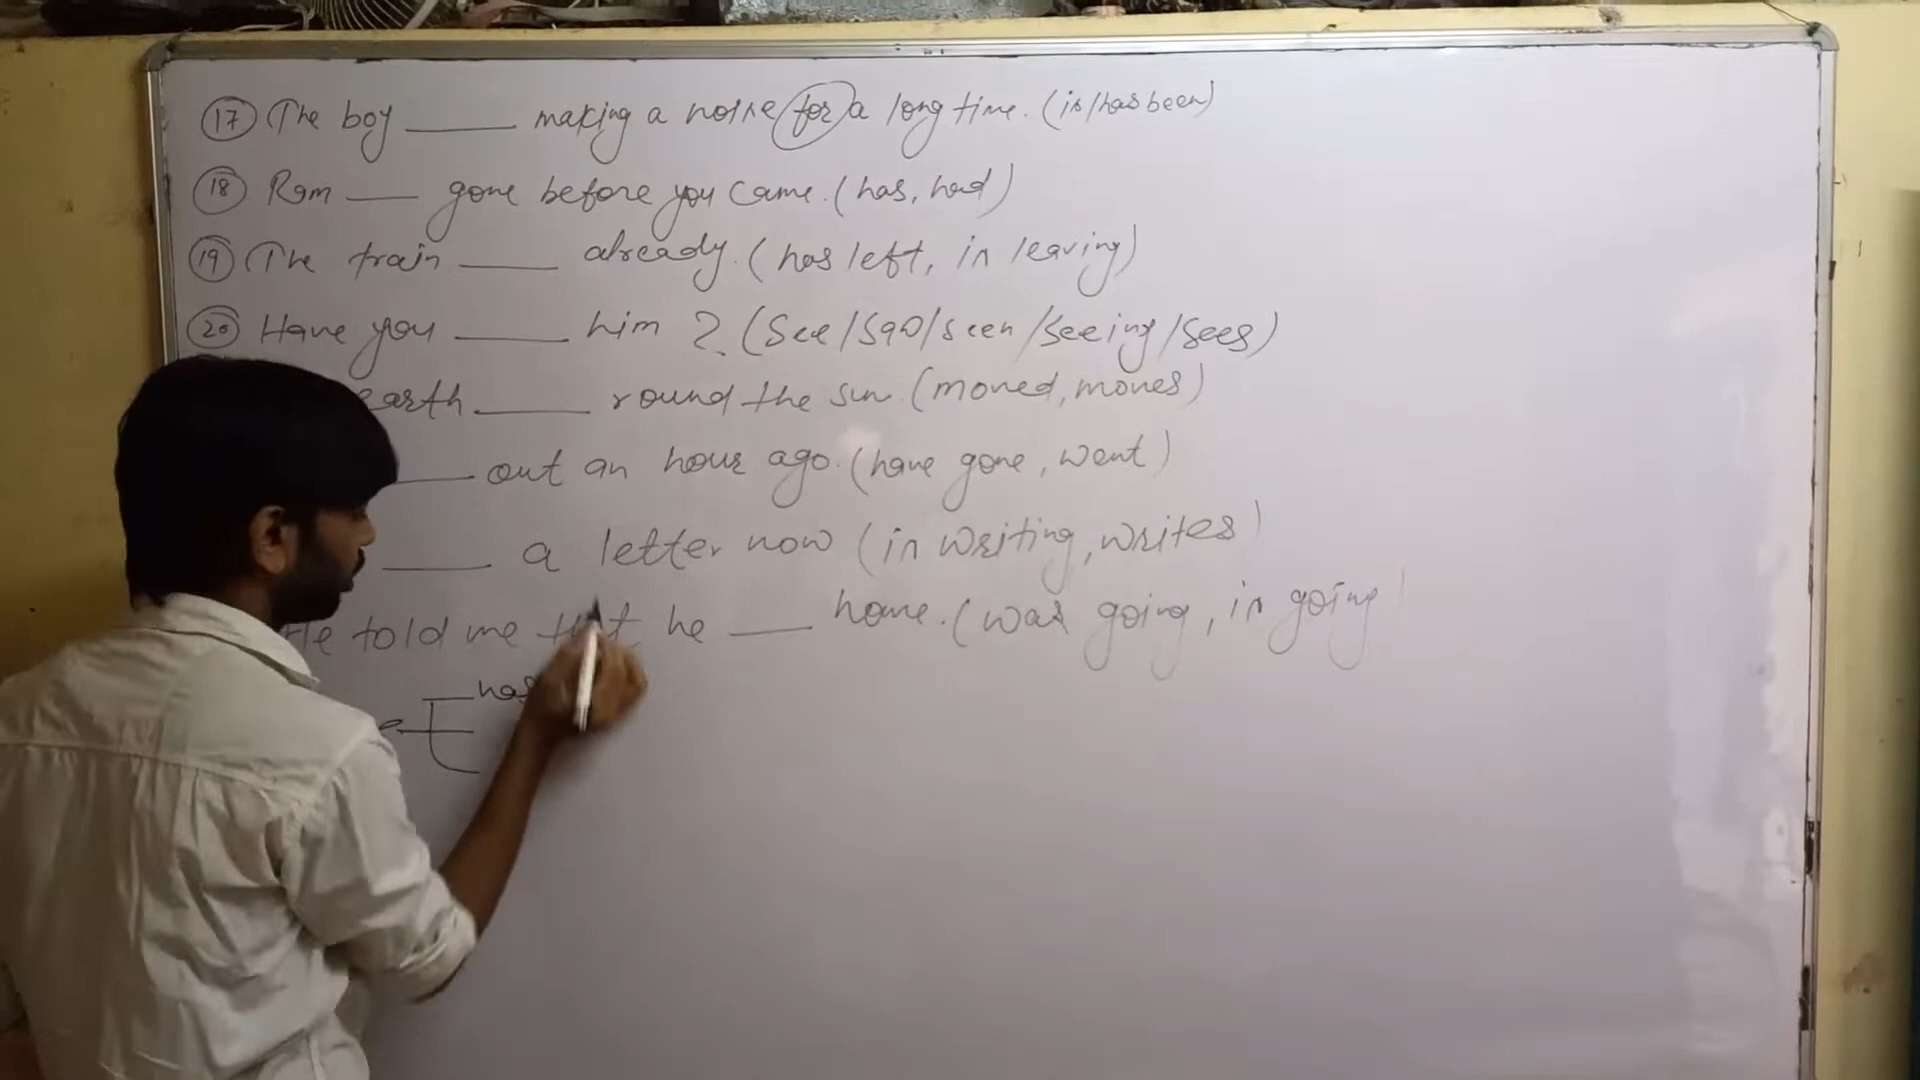 17 The boy ____ making a noise for a long time. (is/has been)
18 Ram ___ gone before you came. (has, had)
19 The train ____ already. (has left, is leaving)
20 Have you ____ him ? (See/Saw/seen/Seeing/Sees)
earth ____ round the sun. (moved, moves)
____ out an hour ago. (have gone, went)
____ a letter now (is writing, writes)
He told me that he ____ home. (was going, is going
has